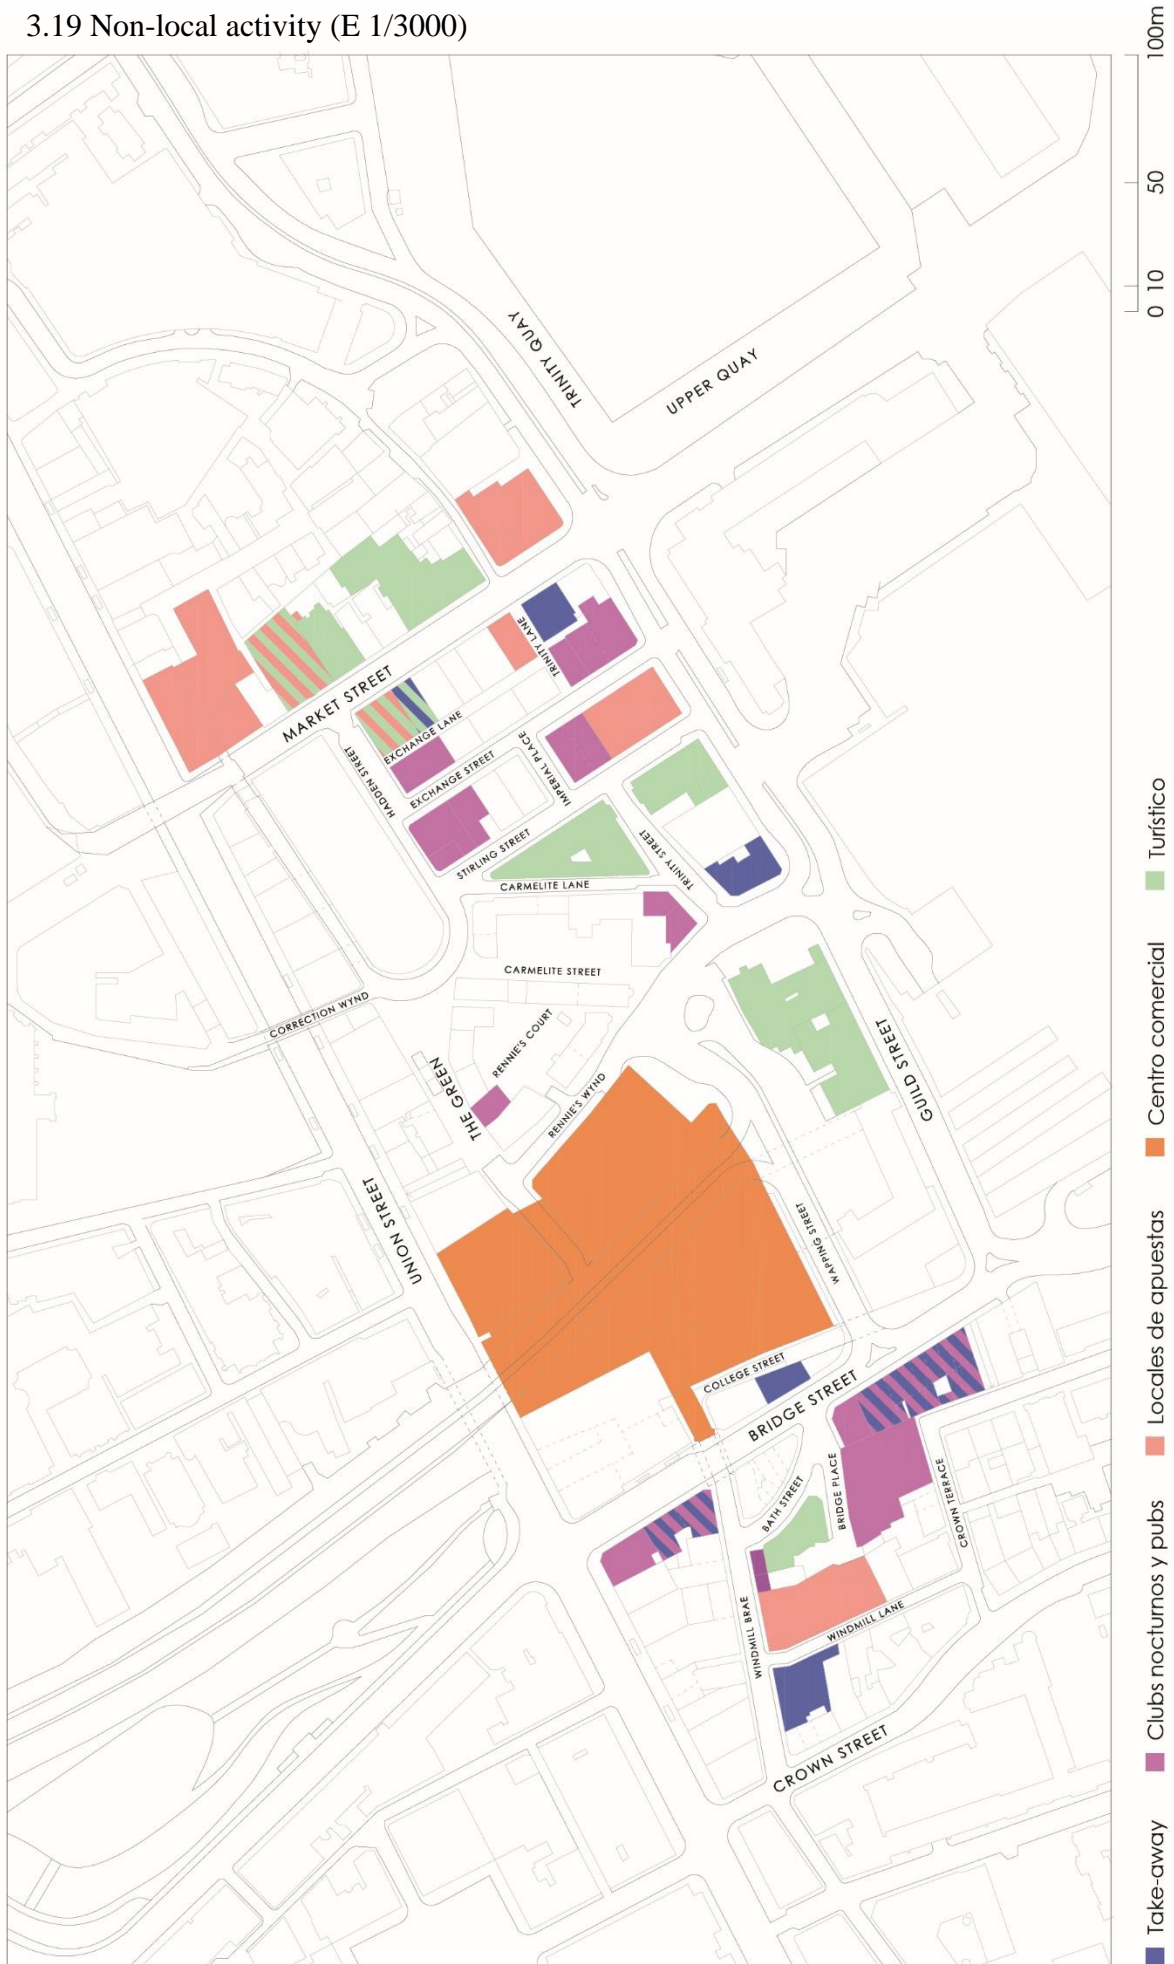 3.19 Non-local activity (E 1/3000)
TRINITY QUAY
UPPER QUAY
MARKET STREET
TRINITY LANE
EXCHANGE LANE
HADDEN STREET
EXCHANGE STREET
IMPERIAL PLACE
STIRLING STREET
TRINITY STREET
CARMELITE LANE
CARMELITE STREET
CORRECTION WYND
RENNIE'S COURT
THE GREEN
RENNIE'S WYND
GUILD STREET
UNION STREET
WAPPING STREET
COLLEGE STREET
BRIDGE STREET
BATH STREET
BRIDGE PLACE
CROWN TERRACE
WINDMILL BRAE
WINDMILL LANE
CROWN STREET
Take-away
Clubs nocturnos y pubs
Locales de apuestas
Centro comercial
Turístico
0 10 50 100m